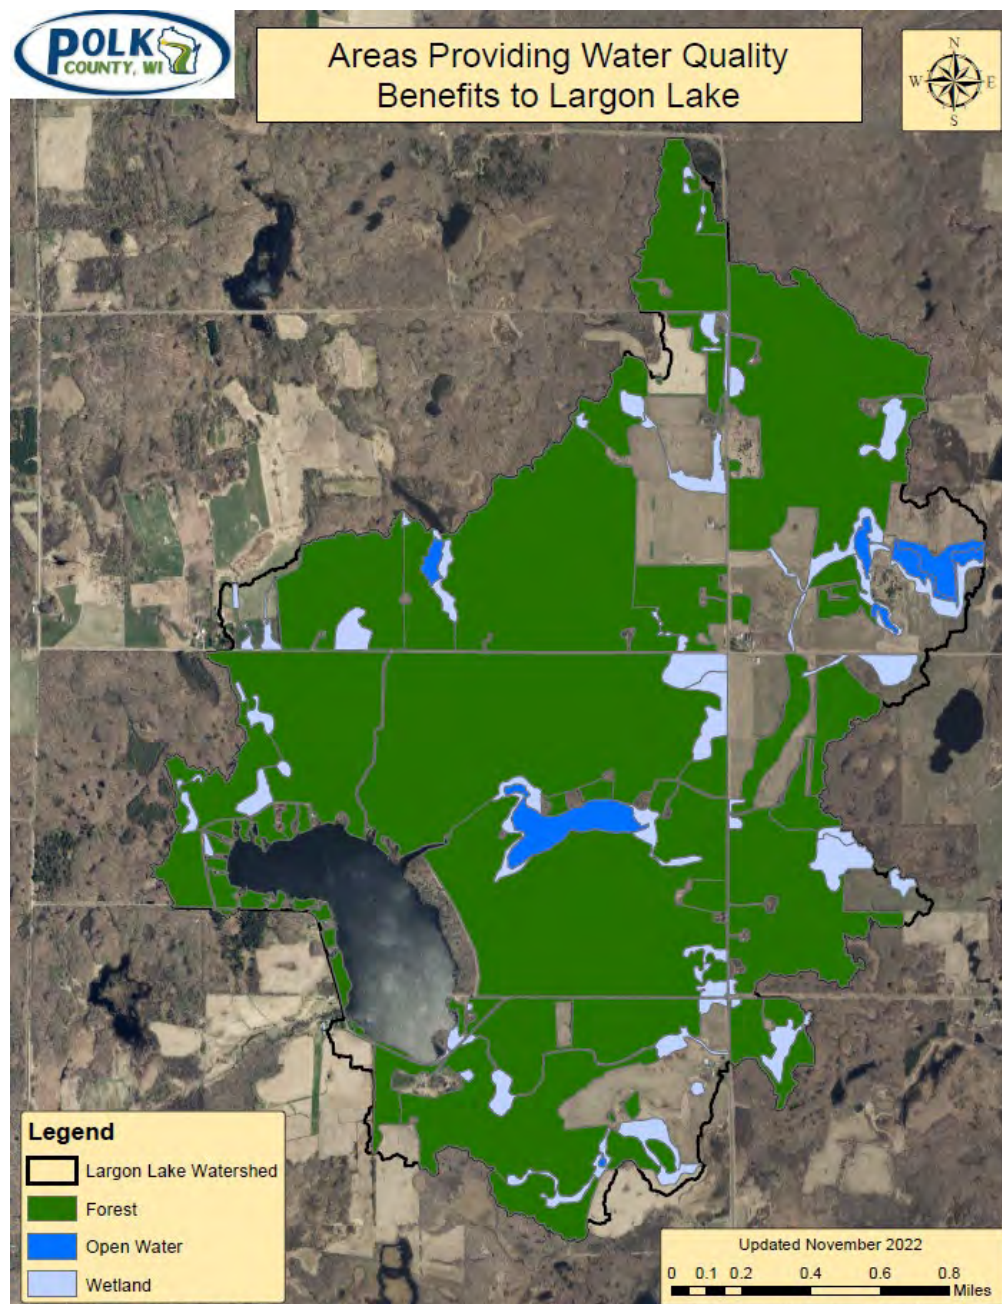 POLK
COUNTY, WI
Areas Providing Water Quality
Benefits to Largon Lake
N
W E
S
Legend
Largon Lake Watershed
Forest
Open Water
Wetland
Updated November 2022
0 0.1 0.2 0.4 0.6 0.8
Miles